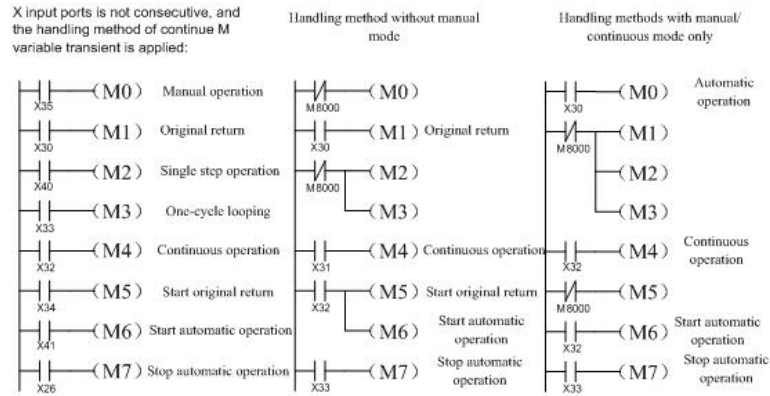 X input ports is not consecutive, and
the handling method of continue M
variable transient is applied:
X35
(M0)
Manual operation
X30
(M1)
Original return
X40
(M2)
Single step operation
X33
(M3)
One-cycle looping
X32
(M4)
Continuous operation
X34
(M5)
Start original return
X41
(M6)
Start automatic operation
X26
(M7)
Stop automatic operation
Handling method without manual
mode
M8000
(M0)
X30
(M1)
Original return
M8000
(M2)
(M3)
X31
(M4)
Continuous operation
X32
(M5)
Start original return
(M6)
Start automatic
operation
X33
(M7)
Stop automatic
operation
Handling methods with manual/
continuous mode only
X30
(M0)
Automatic
operation
M8000
(M1)
(M2)
(M3)
X32
(M4)
Continuous
operation
M8000
(M5)
X32
(M6)
Start automatic
operation
X33
(M7)
Stop automatic
operation